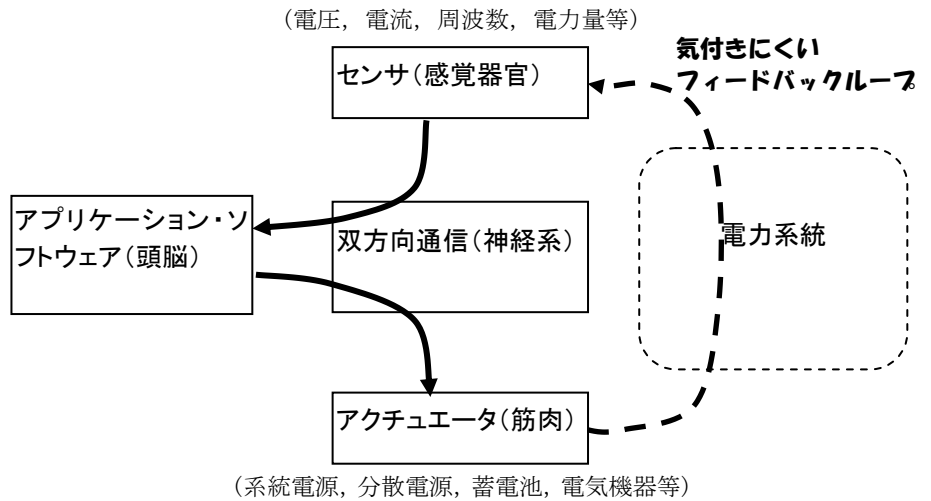 （電圧，電流，周波数，電力量等）
気付きにくい
フィードバックループ
センサ（感覚器官）
アプリケーション・ソ
フトウェア（頭脳）
双方向通信（神経系）
電力系統
アクチュエータ（筋肉）
（系統電源，分散電源，蓄電池，電気機器等）